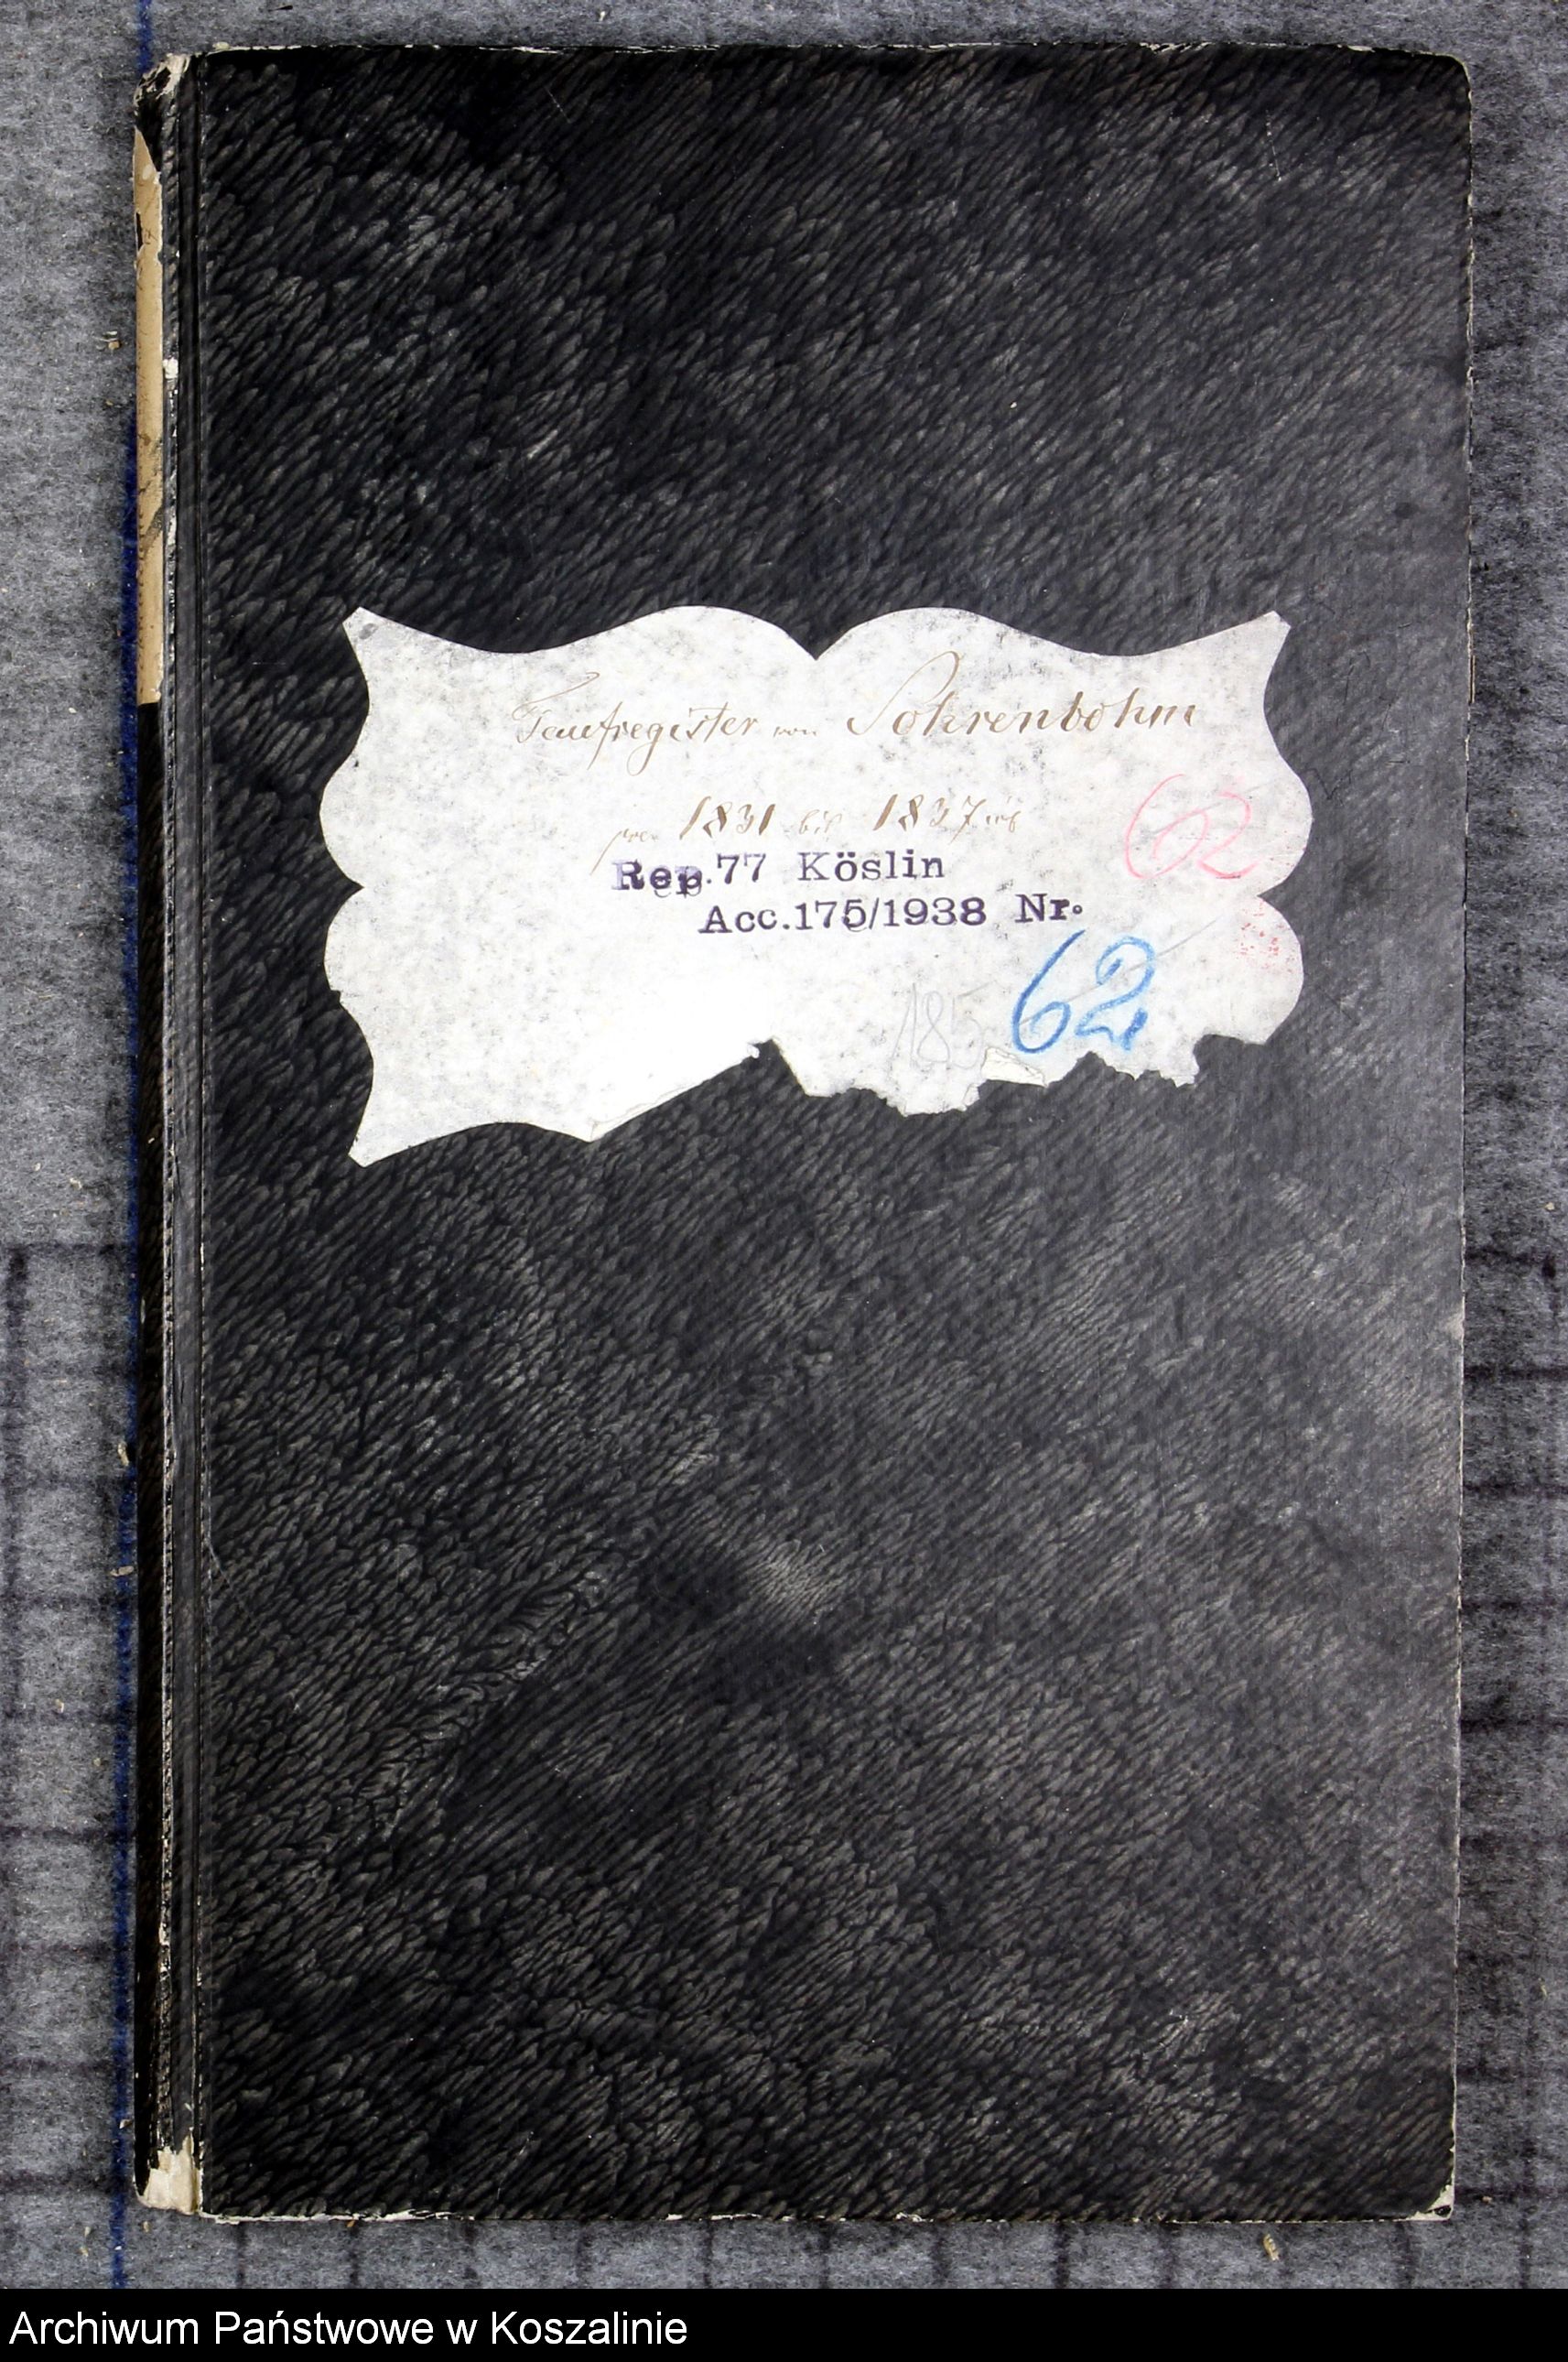 Taufregister von Sohrenbohm
pro 1831 bis 1837
62
Rep.77 Köslin
Acc.175/1938 Nr.
62
185
Archiwum Państwowe w Koszalinie